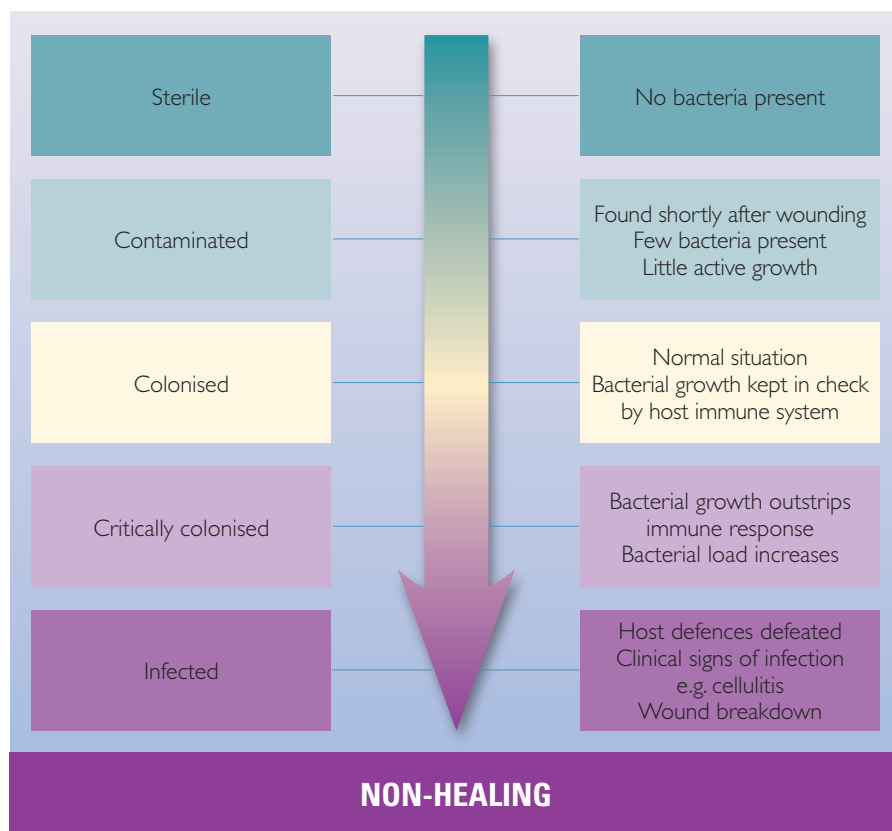 Sterile
No bacteria present
Contaminated
Found shortly after wounding
Few bacteria present
Little active growth
Colonised
Normal situation
Bacterial growth kept in check
by host immune system
Critically colonised
Bacterial growth outstrips
immune response
Bacterial load increases
Infected
Host defences defeated
Clinical signs of infection
e.g. cellulitis
Wound breakdown
NON-HEALING